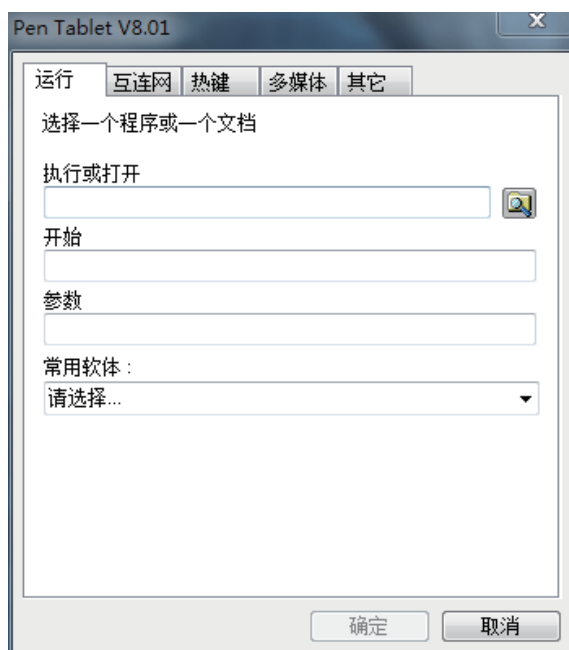 Pen Tablet V8.01
运行 互连网 热键 多媒体 其它
选择一个程序或一个文档
执行或打开
开始
参数
常用软体：
请选择...
确定 取消